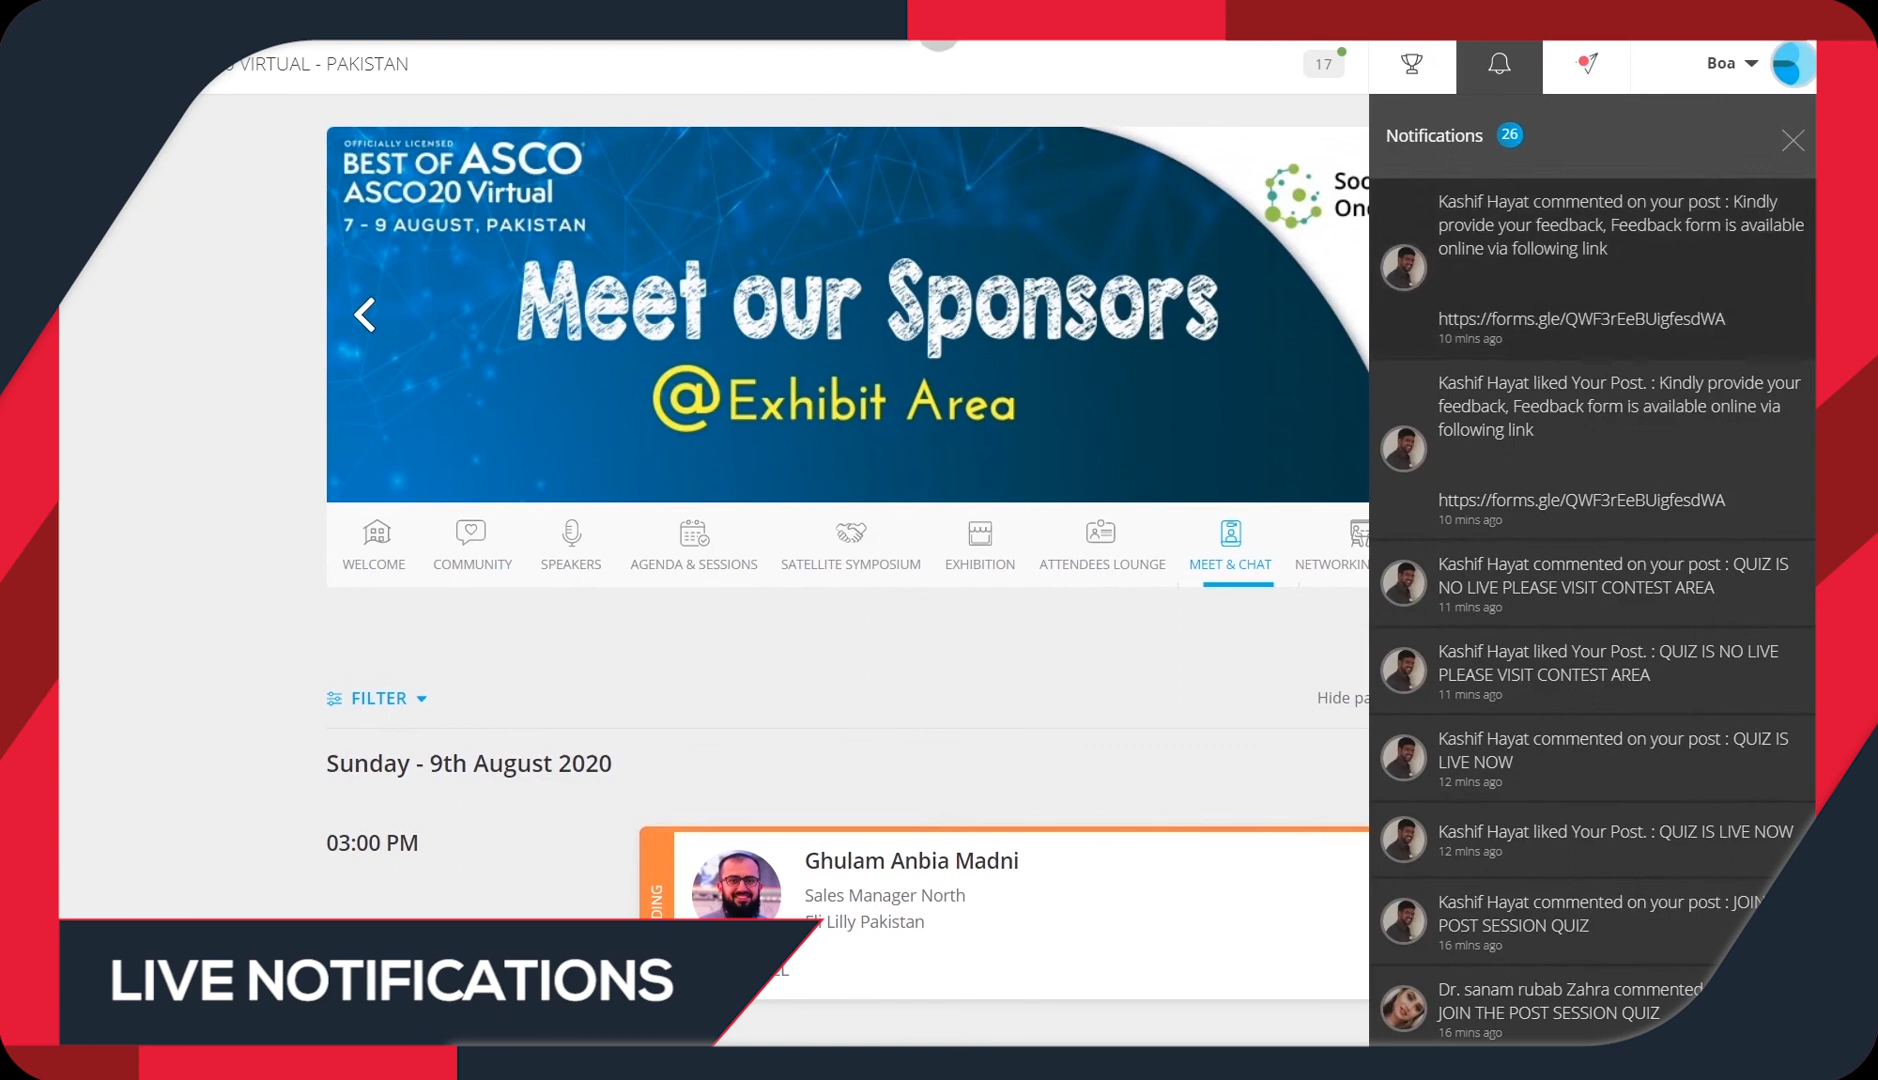 VIRTUAL - PAKISTAN
17
Boa
OFFICIALLY LICENSED
BEST OF ASCO
ASCO20 Virtual
7 - 9 AUGUST, PAKISTAN
Meet our Sponsors
@Exhibit Area
WELCOME
COMMUNITY
SPEAKERS
AGENDA & SESSIONS
SATELLITE SYMPOSIUM
EXHIBITION
ATTENDEES LOUNGE
MEET & CHAT
FILTER
Hide
Sunday - 9th August 2020
03:00 PM
Ghulam Anbia Madni
Sales Manager North
Eli Lilly Pakistan
LIVE NOTIFICATIONS
Notifications 26
Kashif Hayat commented on your post : Kindly
provide your feedback, Feedback form is available
online via following link
https://forms.gle/QWF3rEeBUigfesdWA
10 mins ago
Kashif Hayat liked Your Post. : Kindly provide your
feedback, Feedback form is available online via
following link
https://forms.gle/QWF3rEeBUigfesdWA
10 mins ago
Kashif Hayat commented on your post : QUIZ IS
NO LIVE PLEASE VISIT CONTEST AREA
11 mins ago
Kashif Hayat liked Your Post. : QUIZ IS NO LIVE
PLEASE VISIT CONTEST AREA
11 mins ago
Kashif Hayat commented on your post : QUIZ IS
LIVE NOW
12 mins ago
Kashif Hayat liked Your Post. : QUIZ IS LIVE NOW
12 mins ago
Kashif Hayat commented on your post : JOIN
POST SESSION QUIZ
16 mins ago
Dr. sanam rubab Zahra commented
JOIN THE POST SESSION QUIZ
16 mins ago